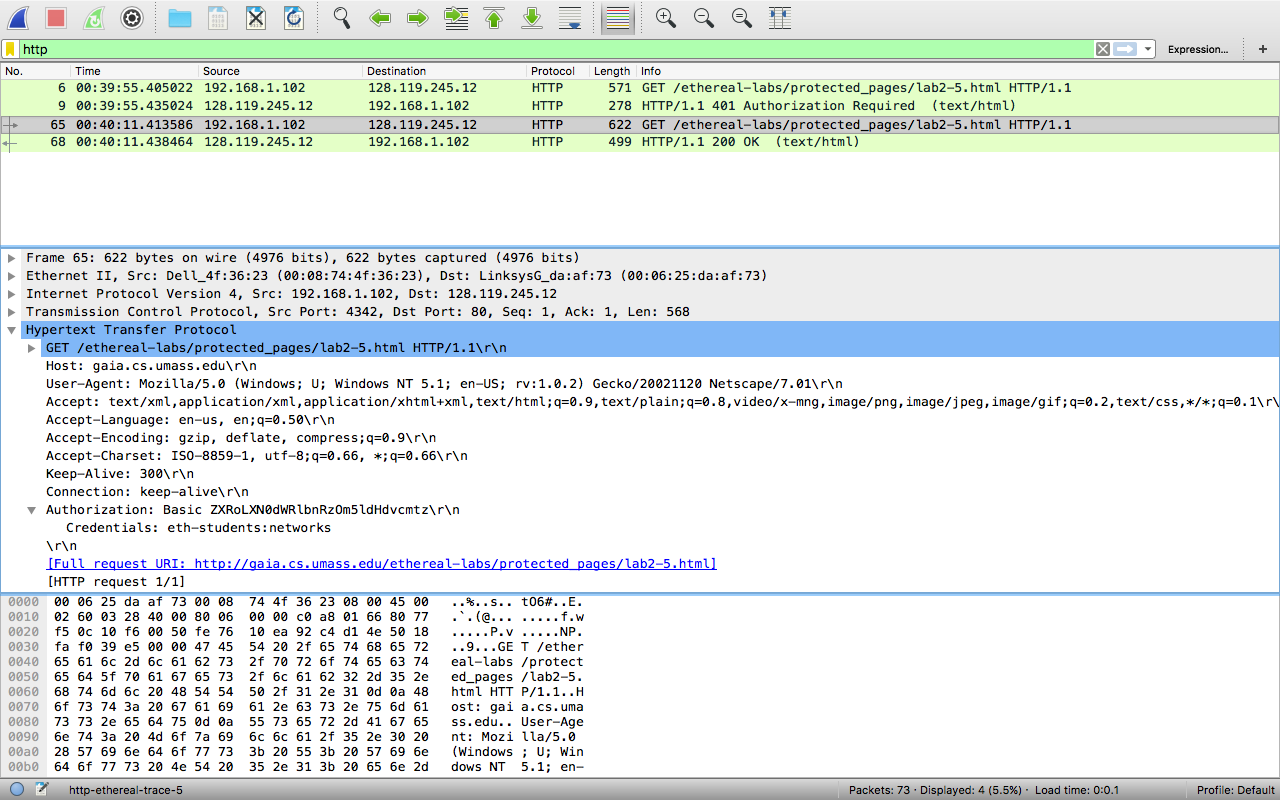 http
Expression...
+
No. Time Source Destination Protocol Length Info
6 00:39:55.405022 192.168.1.102 128.119.245.12 HTTP 571 GET /ethereal-labs/protected_pages/lab2-5.html HTTP/1.1
9 00:39:55.435024 128.119.245.12 192.168.1.102 HTTP 278 HTTP/1.1 401 Authorization Required (text/html)
65 00:40:11.413586 192.168.1.102 128.119.245.12 HTTP 622 GET /ethereal-labs/protected_pages/lab2-5.html HTTP/1.1
68 00:40:11.438464 128.119.245.12 192.168.1.102 HTTP 499 HTTP/1.1 200 OK (text/html)
Frame 65: 622 bytes on wire (4976 bits), 622 bytes captured (4976 bits)
Ethernet II, Src: Dell_4f:36:23 (00:08:74:4f:36:23), Dst: LinksysG_da:af:73 (00:06:25:da:af:73)
Internet Protocol Version 4, Src: 192.168.1.102, Dst: 128.119.245.12
Transmission Control Protocol, Src Port: 4342, Dst Port: 80, Seq: 1, Ack: 1, Len: 568
Hypertext Transfer Protocol
GET /ethereal-labs/protected_pages/lab2-5.html HTTP/1.1\r\n
Host: gaia.cs.umass.edu\r\n
User-Agent: Mozilla/5.0 (Windows; U; Windows NT 5.1; en-US; rv:1.0.2) Gecko/20021120 Netscape/7.01\r\n
Accept: text/xml,application/xml,application/xhtml+xml,text/html;q=0.9,text/plain;q=0.8,video/x-mng,image/png,image/jpeg,image/gif;q=0.2,text/css,*/*;q=0.1\r\
Accept-Language: en-us, en;q=0.50\r\n
Accept-Encoding: gzip, deflate, compress;q=0.9\r\n
Accept-Charset: ISO-8859-1, utf-8;q=0.66, *;q=0.66\r\n
Keep-Alive: 300\r\n
Connection: keep-alive\r\n
Authorization: Basic ZXRoLXN0dWRlbnRzOm5ldHdvcmtz\r\n
Credentials: eth-students:networks
\r\n
[Full request URI: http://gaia.cs.umass.edu/ethereal-labs/protected_pages/lab2-5.html]
[HTTP request 1/1]
0000 00 06 25 da af 73 00 08 74 4f 36 23 08 00 45 00 ..%..s.. tO6#..E.
0010 02 60 03 28 40 00 80 06 00 00 c0 a8 01 66 80 77 .`.(@... .....f.w
0020 f5 0c 10 f6 00 50 fe 76 10 ea 92 c4 d1 4e 50 18 .....P.v .....NP.
0030 fa f0 39 e5 00 00 47 45 54 20 2f 65 74 68 65 72 ..9...GE T /ether
0040 65 61 6c 2d 6c 61 62 73 2f 70 72 6f 74 65 63 74 eal-labs /protect
0050 65 64 5f 70 61 67 65 73 2f 6c 61 62 32 2d 35 2e ed_pages /lab2-5.
0060 68 74 6d 6c 20 48 54 54 50 2f 31 2e 31 0d 0a 48 html HTT P/1.1..H
0070 6f 73 74 3a 20 67 61 69 61 2e 63 73 2e 75 6d 61 ost: gai a.cs.uma
0080 73 73 2e 65 64 75 0d 0a 55 73 65 72 2d 41 67 65 ss.edu.. User-Age
0090 6e 74 3a 20 4d 6f 7a 69 6c 6c 61 2f 35 2e 30 20 nt: Mozi lla/5.0
00a0 28 57 69 6e 64 6f 77 73 3b 20 55 3b 20 57 69 6e (Windows ; U; Win
00b0 64 6f 77 73 20 4e 54 20 35 2e 31 3b 20 65 6e 2d dows NT 5.1; en-
http-ethereal-trace-5 Packets: 73 · Displayed: 4 (5.5%) · Load time: 0:0.1 Profile: Default